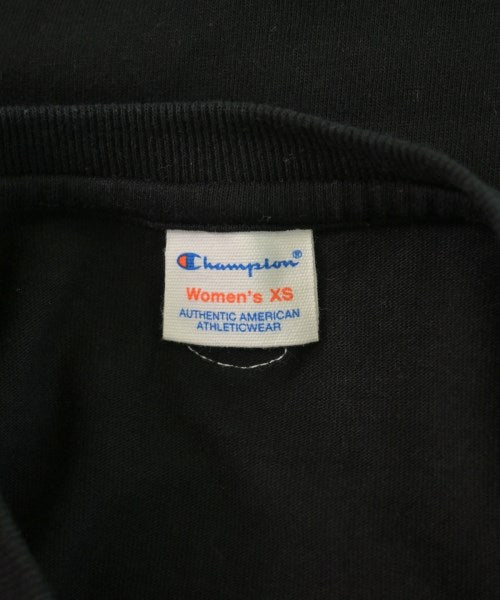 Champion®
Women's XS
AUTHENTIC AMERICAN
ATHLETICWEAR